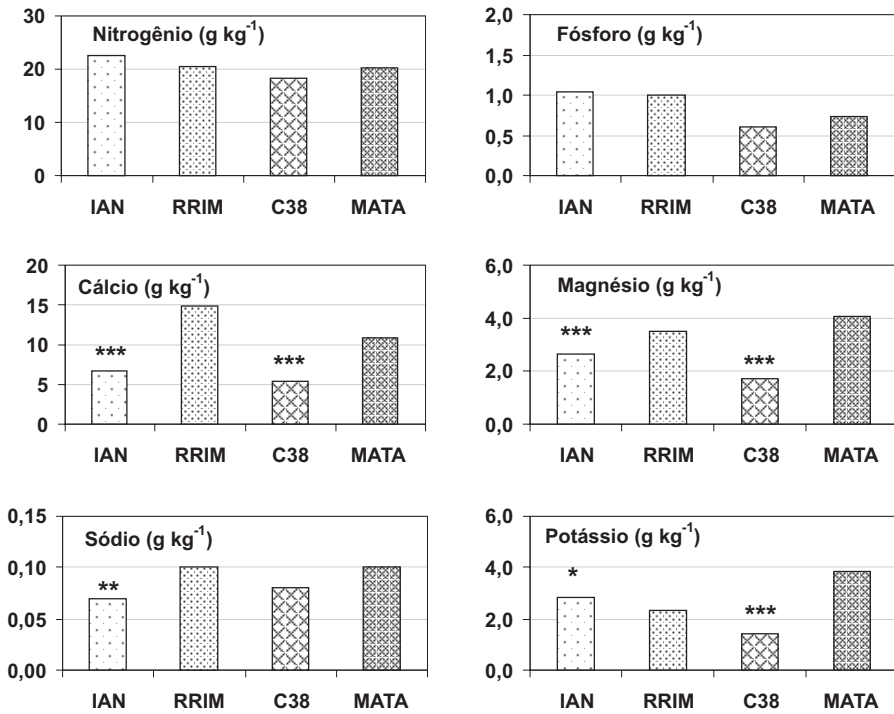 Nitrogênio (g kg-1)
30
20
10
0
IAN RRIM C38 MATA
Fósforo (g kg-1)
2,0
1,5
1,0
0,5
0,0
IAN RRIM C38 MATA
Cálcio (g kg-1)
20
15
10
5
0
*** ***
IAN RRIM C38 MATA
Magnésio (g kg-1)
6,0
4,0
2,0
0,0
*** ***
IAN RRIM C38 MATA
Sódio (g kg-1)
0,15
0,10
0,05
0,00
**
IAN RRIM C38 MATA
Potássio (g kg-1)
6,0
4,0
2,0
0,0
* ***
IAN RRIM C38 MATA